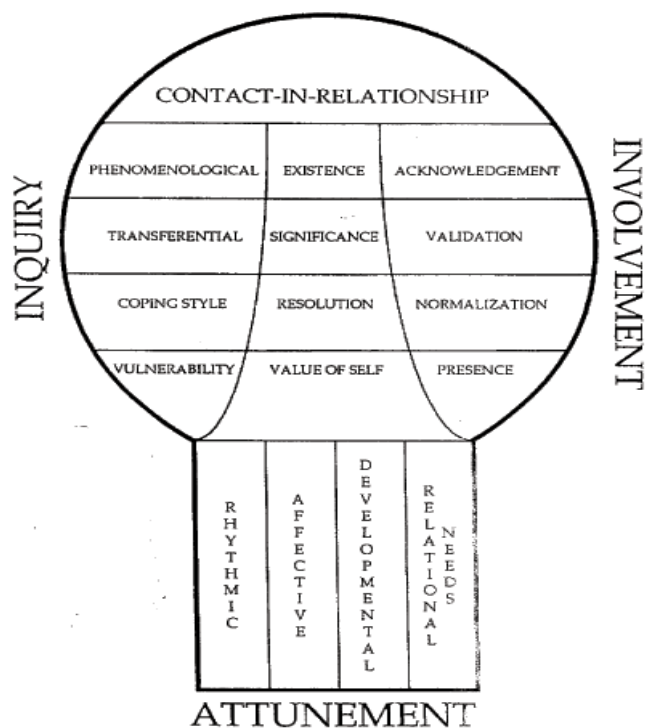 CONTACT-IN-RELATIONSHIP
INQUIRY
INVOLVEMENT
PHENOMENOLOGICAL EXISTENCE ACKNOWLEDGEMENT
TRANSFERENTIAL SIGNIFICANCE VALIDATION
COPING STYLE RESOLUTION NORMALIZATION
VULNERABILITY VALUE OF SELF PRESENCE
RHYTHMIC
AFFECTIVE
DEVELOPMENTAL
RELATIONAL
NEEDS
ATTUNEMENT